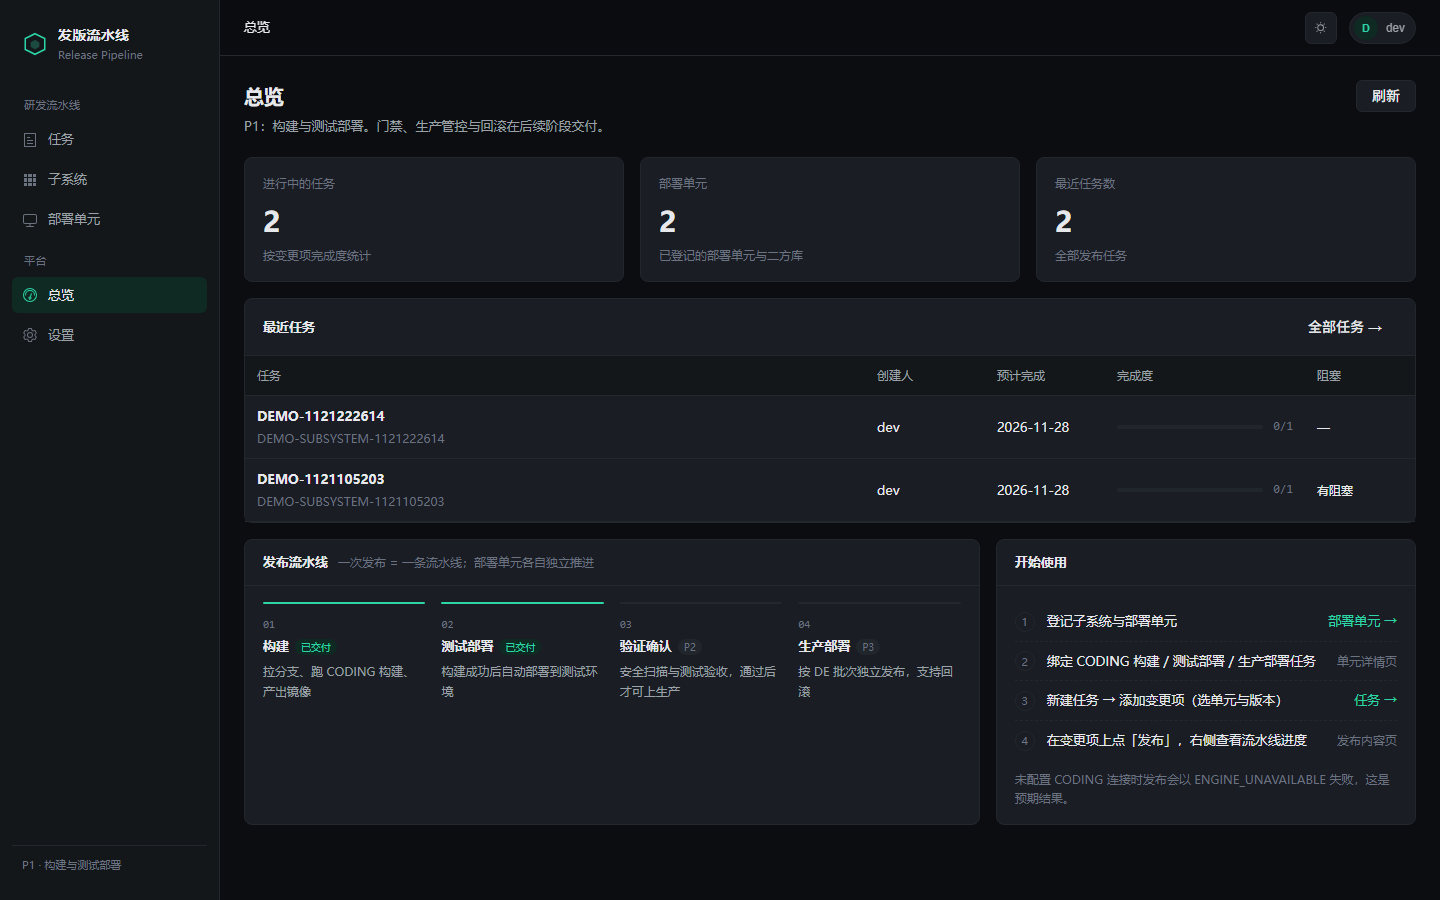 发版流水线
Release Pipeline
研发流水线
任务
子系统
部署单元
平台
总览
设置
P1 · 构建与测试部署
总览
D dev
总览
刷新
P1：构建与测试部署。门禁、生产管控与回滚在后续阶段交付。
进行中的任务
2
按变更项完成度统计
部署单元
2
已登记的部署单元与二方库
最近任务数
2
全部发布任务
最近任务 全部任务 →
任务 创建人 预计完成 完成度 阻塞
DEMO-1121222614
DEMO-SUBSYSTEM-1121222614
dev 2026-11-28 0/1 —
DEMO-1121105203
DEMO-SUBSYSTEM-1121105203
dev 2026-11-28 0/1 有阻塞
发布流水线 一次发布 = 一条流水线；部署单元各自独立推进
01
构建 已交付
拉分支、跑 CODING 构建、
产出镜像
02
测试部署 已交付
构建成功后自动部署到测试环
境
03
验证确认 P2
安全扫描与测试验收，通过后
才可上生产
04
生产部署 P3
按 DE 批次独立发布，支持回
滚
开始使用
1 登记子系统与部署单元 部署单元 →
2 绑定 CODING 构建 / 测试部署 / 生产部署任务 单元详情页
3 新建任务 → 添加变更项（选单元与版本） 任务 →
4 在变更项上点「发布」，右侧查看流水线进度 发布内容页
未配置 CODING 连接时发布会以 ENGINE_UNAVAILABLE 失败，这是
预期结果。